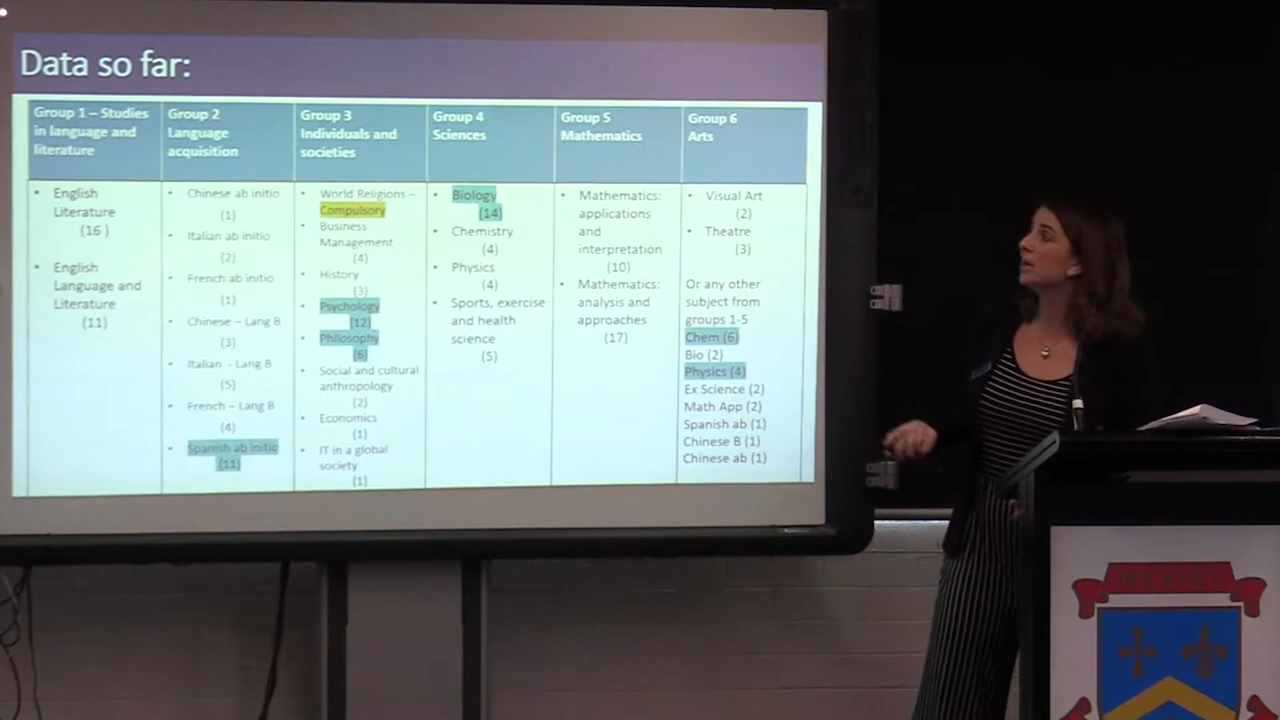 Data so far:
Group 1 – Studies
in language and
literature
Group 2
Language
acquisition
Group 3
Individuals and
societies
Group 4
Sciences
Group 5
Mathematics
Group 6
Arts
• English
Literature
(16 )
• English
Language and
Literature
(11)
• Chinese ab initio
(1)
• Italian ab initio
(2)
• French ab initio
(1)
• Chinese – Lang B
(3)
• Italian - Lang B
(5)
• French – Lang B
(4)
• Spanish ab initio
(11)
• World Religions –
Compulsory
• Business
Management
(4)
• History
(3)
• Psychology
(12)
• Philosophy
(6)
• Social and cultural
anthropology
(2)
• Economics
(1)
• IT in a global
society
(1)
• Biology
(14)
• Chemistry
(4)
• Physics
(4)
• Sports, exercise
and health
science
(5)
• Mathematics:
applications
and
interpretation
(10)
• Mathematics:
analysis and
approaches
(17)
• Visual Art
(2)
• Theatre
(3)
Or any other
subject from
groups 1-5
Chem (6)
Bio (2)
Physics (4)
Ex Science (2)
Math App (2)
Spanish ab (1)
Chinese B (1)
Chinese ab (1)